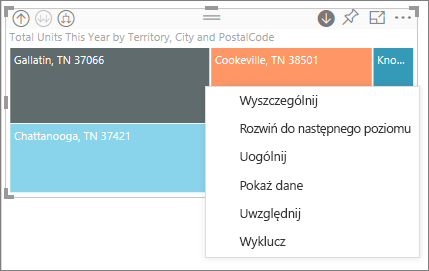 Total Units This Year by Territory, City and PostalCode
Gallatin, TN 37066
Cookeville, TN 38501
Kno...
Chattanooga, TN 37421
Wyszczególnij
Rozwiń do następnego poziomu
Uogólnij
Pokaż dane
Uwzględnij
Wyklucz